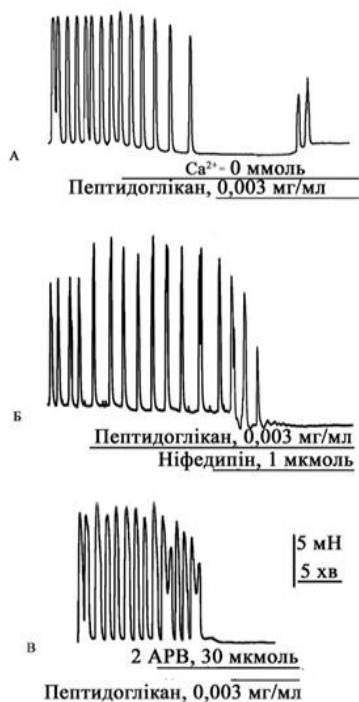 А
Ca²⁺- 0 ммоль
Пептидоглікан, 0,003 мг/мл
Б
Пептидоглікан, 0,003 мг/мл
Ніфедипін, 1 мкмоль
5 мН
5 хв
В
2 АРВ, 30 мкмоль
Пептидоглікан, 0,003 мг/мл